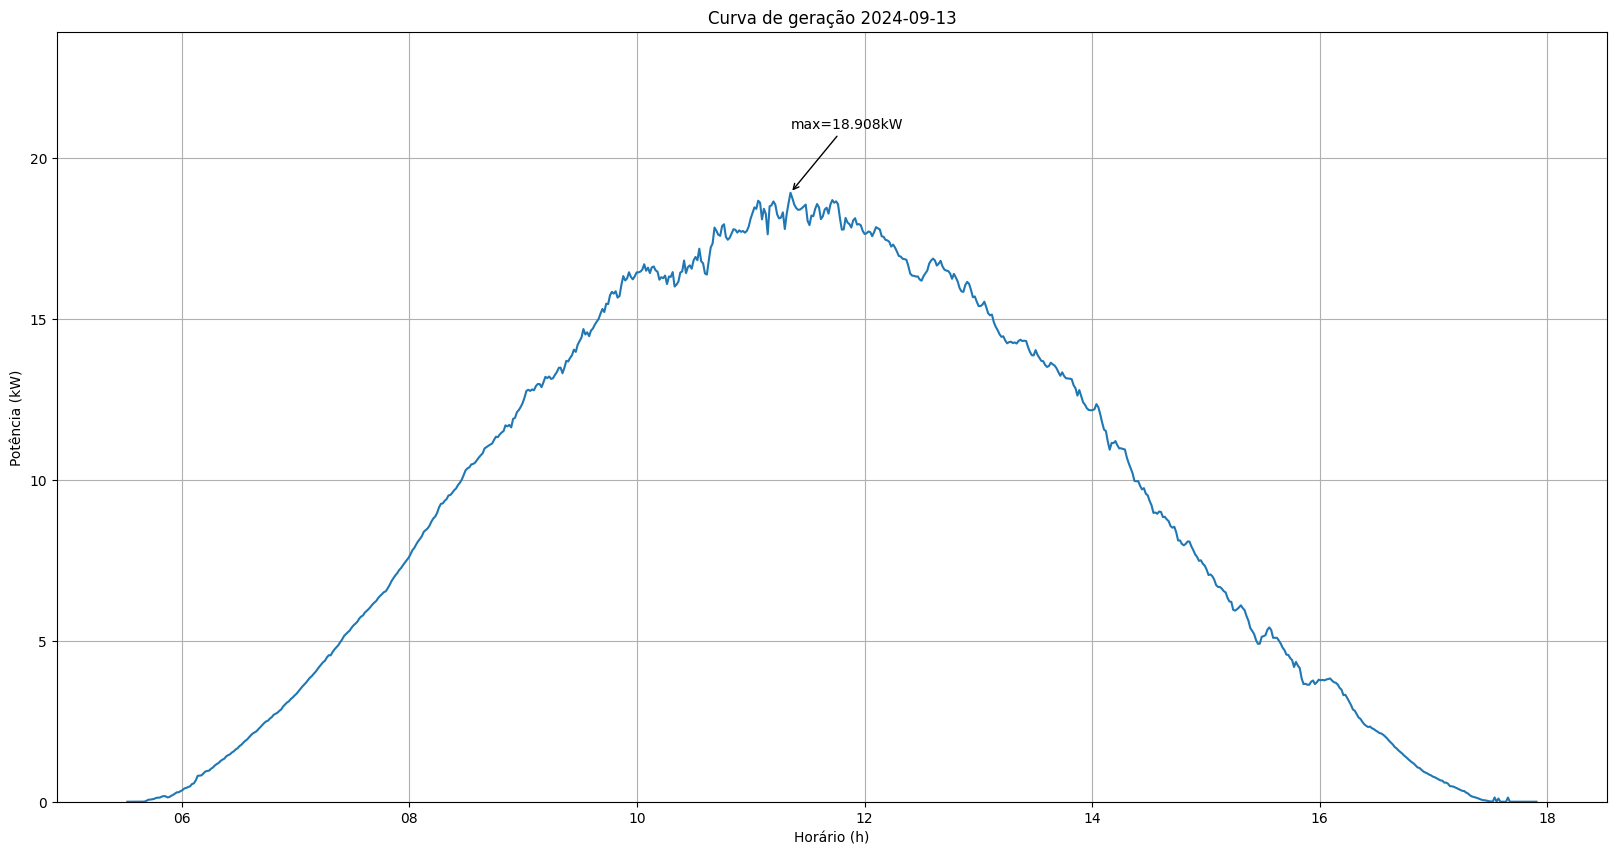 Curva de geração 2024-09-13
max=18.908kW
20
15
10
5
0
Potência (kW)
06 08 10 12 14 16 18
Horário (h)